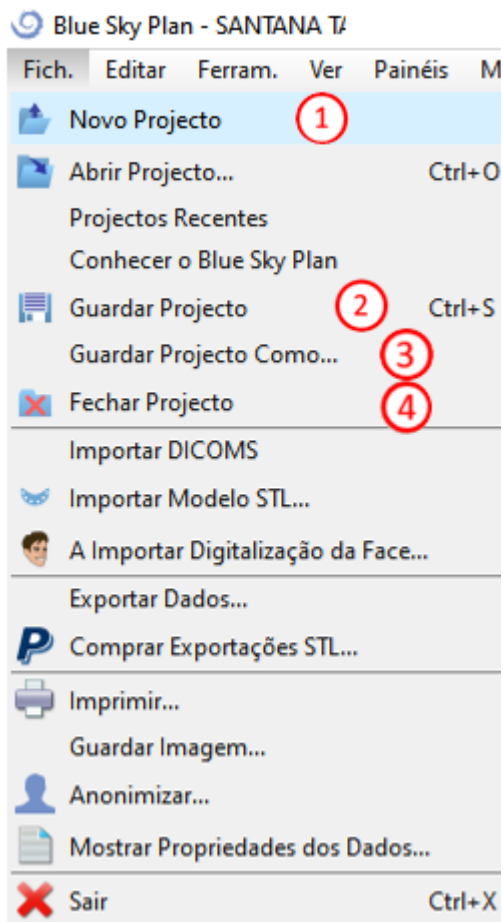 Blue Sky Plan - SANTANA
Fich. Editar Ferram. Ver Painéis M
Novo Projecto 1
Abrir Projecto... Ctrl+O
Projectos Recentes
Conhecer o Blue Sky Plan
Guardar Projecto 2 Ctrl+S
Guardar Projecto Como... 3
Fechar Projecto 4
Importar DICOMS
Importar Modelo STL...
A Importar Digitalização da Face...
Exportar Dados...
Comprar Exportações STL...
Imprimir...
Guardar Imagem...
Anonimizar...
Mostrar Propriedades dos Dados...
Sair Ctrl+X